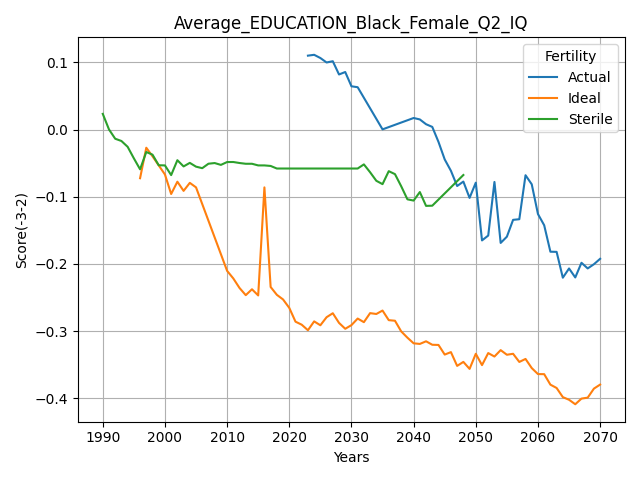 Average_EDUCATION_Black_Female_Q2_IQ
Fertility
Actual
Ideal
Sterile
Score(-3-2)
0.1
0.0
−0.1
−0.2
−0.3
−0.4
1990 2000 2010 2020 2030 2040 2050 2060 2070
Years